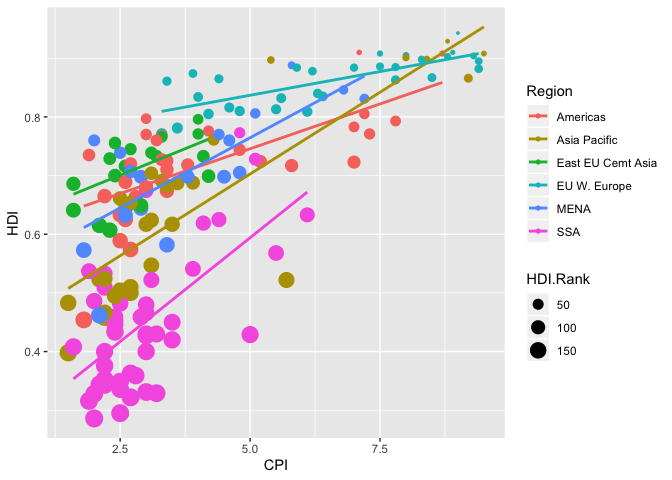 HDI
0.8
0.6
0.4
2.5 5.0 7.5
CPI
Region
Americas
Asia Pacific
East EU Cemt Asia
EU W. Europe
MENA
SSA
HDI.Rank
50
100
150